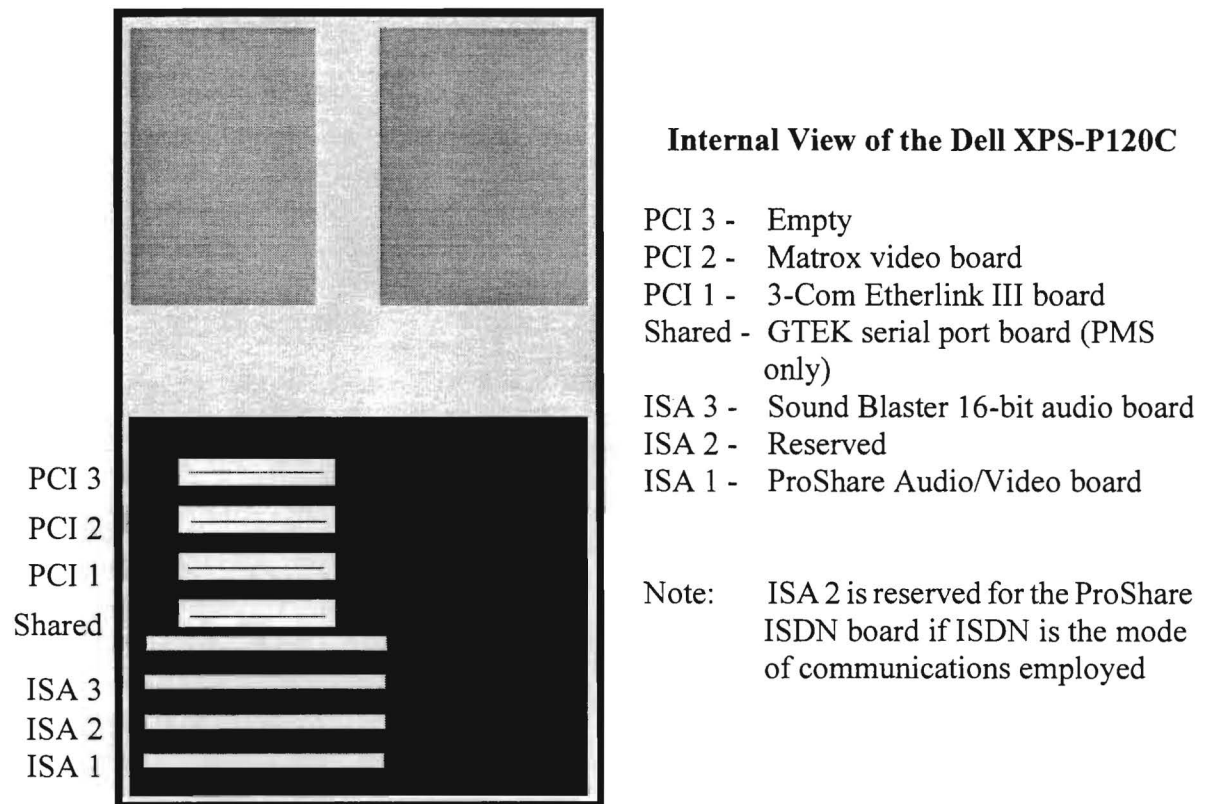 Internal View of the Dell XPS-P120C
PCI 3 - Empty
PCI 2 - Matrox video board
PCI 1 - 3-Com Etherlink III board
Shared - GTEK serial port board (PMS
only)
ISA 3 - Sound Blaster 16-bit audio board
ISA 2 - Reserved
ISA 1 - ProShare Audio/Video board
Note: ISA 2 is reserved for the ProShare
ISDN board if ISDN is the mode
of communications employed
PCI 3
PCI 2
PCI 1
Shared
ISA 3
ISA 2
ISA 1